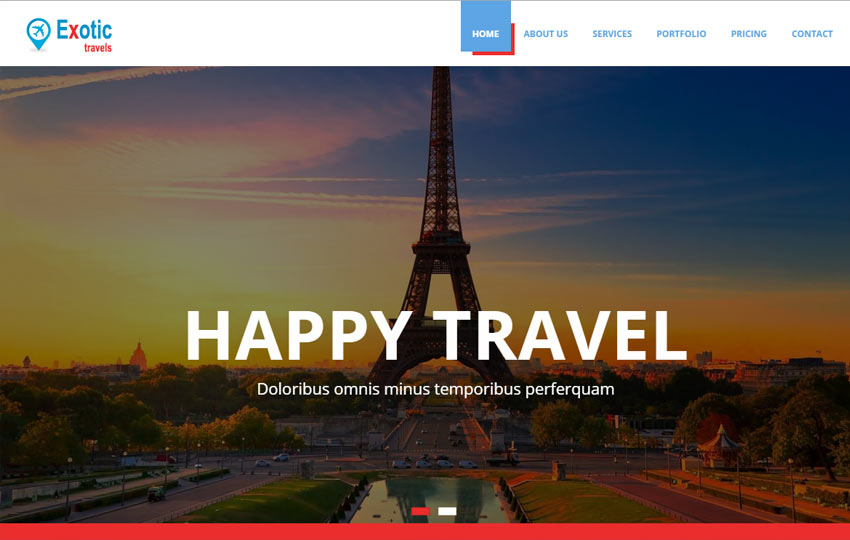 Exotic
travels
HOME ABOUT US SERVICES PORTFOLIO PRICING CONTACT
HAPPY TRAVEL
Doloribus omnis minus temporibus perferquam